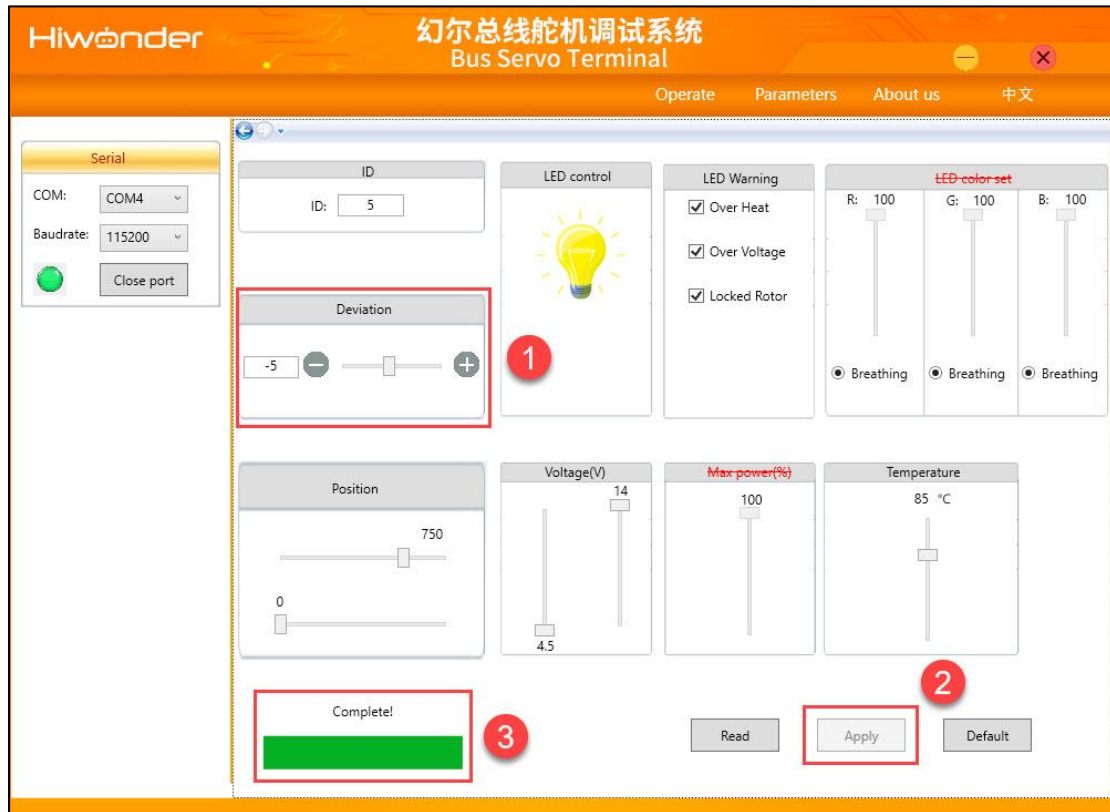 Hiwonder
幻尔总线舵机调试系统
Bus Servo Terminal
Operate Parameters About us 中文
Serial
COM: COM4
Baudrate: 115200
Close port
ID
ID: 5
Deviation
-5
1
LED control
LED Warning
Over Heat
Over Voltage
Locked Rotor
LED color set
R: 100 G: 100 B: 100
Breathing Breathing Breathing
Position
750
0
Voltage(V)
14
4.5
Max power(%)
100
Temperature
85 °C
Complete!
3
Read
2
Apply
Default